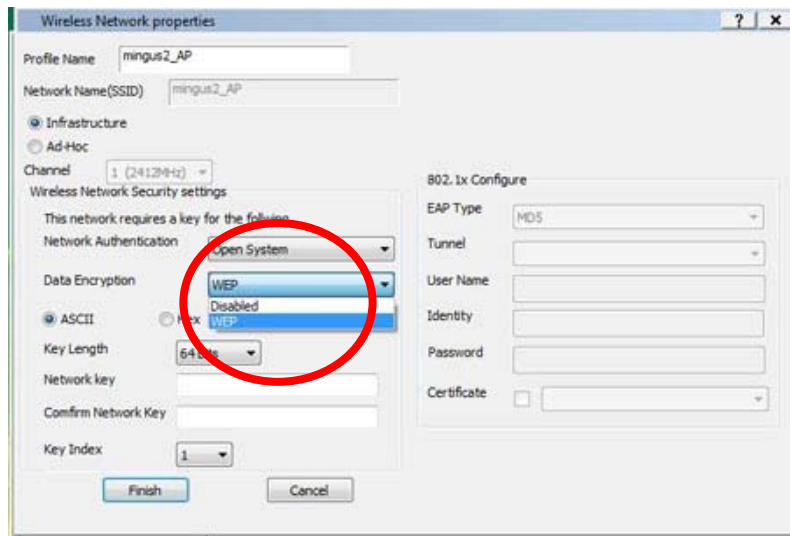 Wireless Network properties
? x
Profile Name mingus2_AP
Network Name(SSID) mingus2_AP
Infrastructure
Ad-Hoc
Channel 1 (2412MHz)
Wireless Network Security settings
This network requires a key for the follwing
Network Authentication Open System
Data Encryption WEP
Disabled
WEP
ASCII Hex
Key Length 64 Bits
Network key
Comfirm Network Key
Key Index 1
Finish Cancel
802.1x Configure
EAP Type MD5
Tunnel
User Name
Identity
Password
Certificate